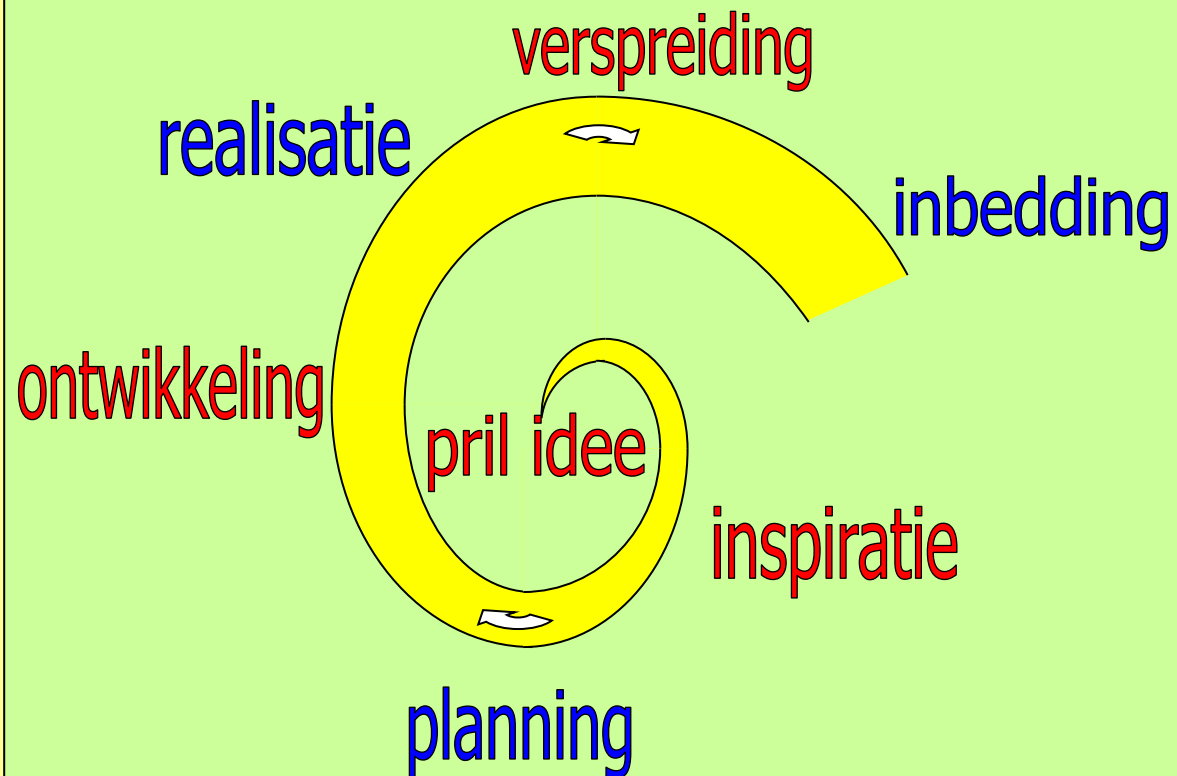 verspreiding
realisatie
inbedding
ontwikkeling
pril idee
inspiratie
planning